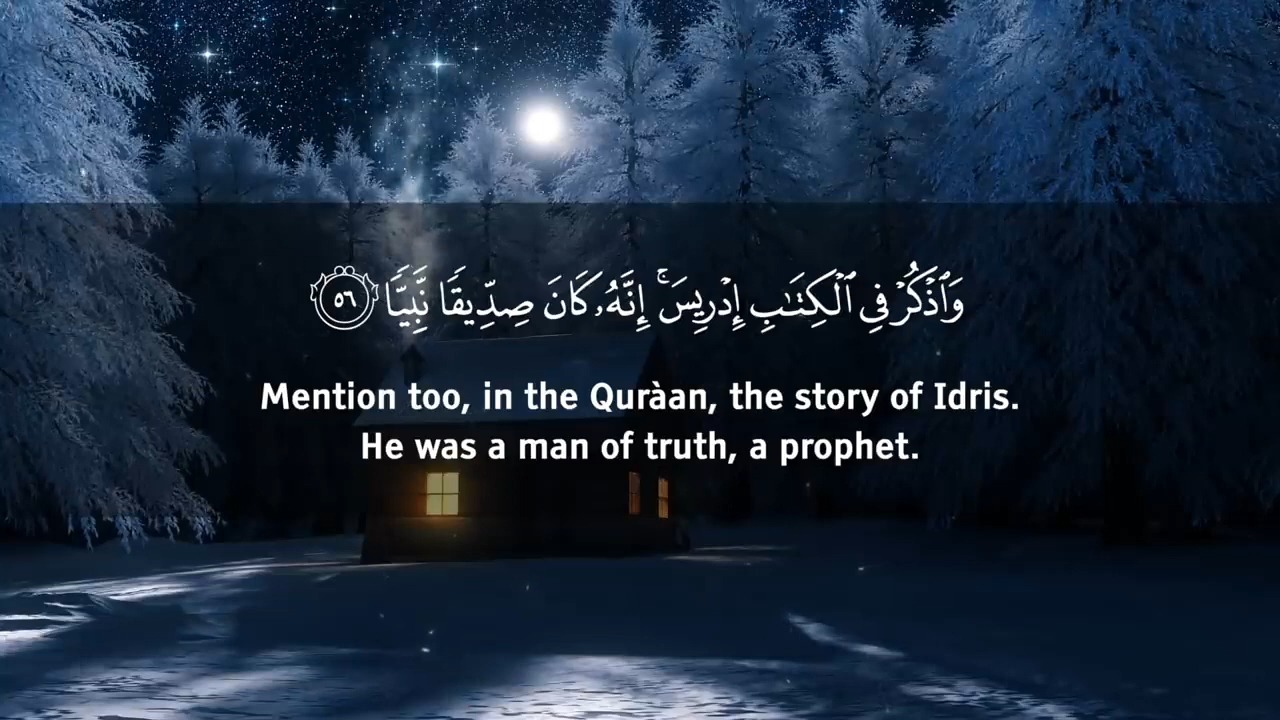 وَٱذْكُرْ فِى ٱلْكِتَـٰبِ إِدْرِيسَ ۚ إِنَّهُۥ كَانَ صِدِّيقًا نَّبِيًّا ٥٦
Mention too, in the Quràan, the story of Idris.
He was a man of truth, a prophet.